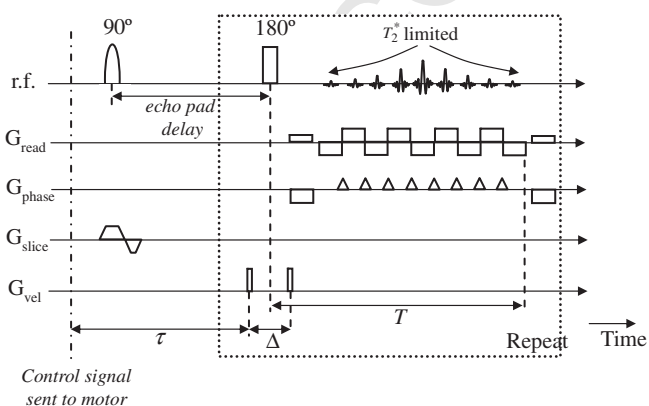 90º
180º
T2* limited
r.f.
echo pad
delay
Gread
Gphase
Gslice
Gvel
τ
Δ
T
Repeat
Time
Control signal
sent to motor